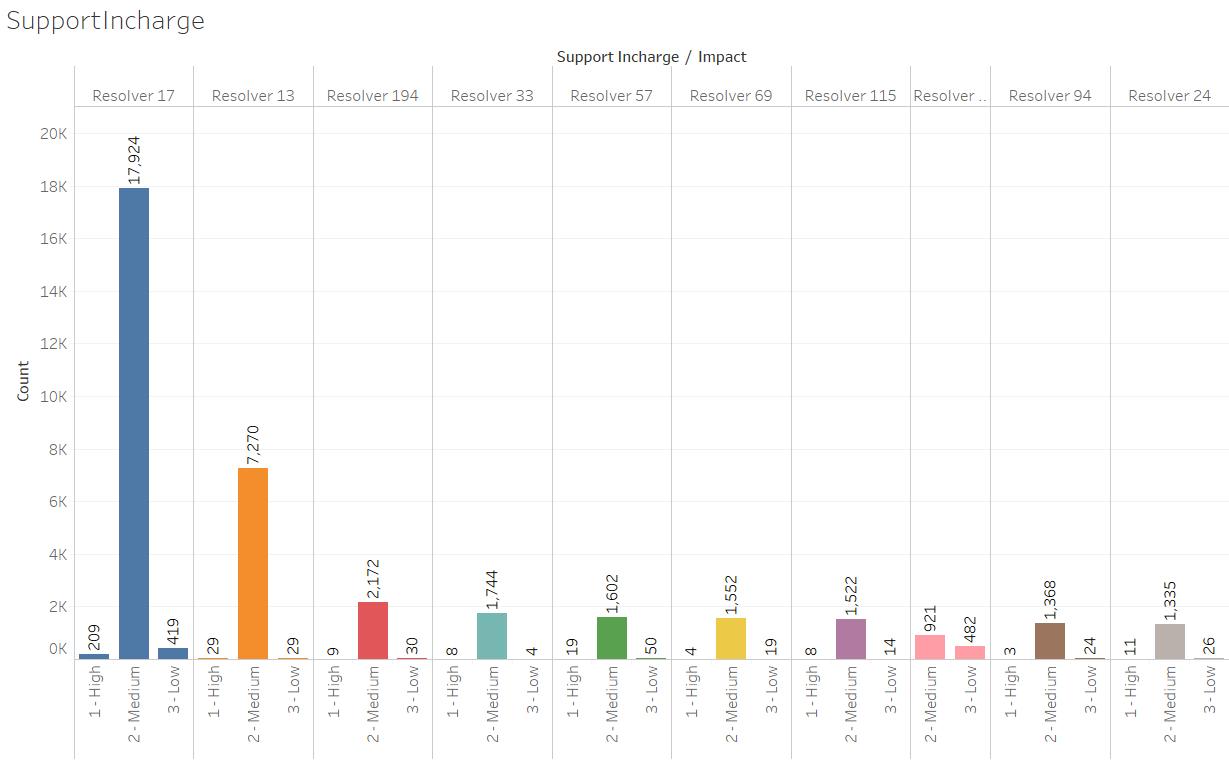 SupportIncharge
Support Incharge / Impact
Resolver 17 Resolver 13 Resolver 194 Resolver 33 Resolver 57 Resolver 69 Resolver 115 Resolver .. Resolver 94 Resolver 24
20K
18K
16K
14K
12K
10K
8K
6K
4K
2K
0K
Count
209 17,924 419
29 7,270 29
9 2,172 30
8 1,744 4
19 1,602 50
4 1,552 19
8 1,522 14
921 482
3 1,368 24
11 1,335 26
1 - High 2 - Medium 3 - Low
1 - High 2 - Medium 3 - Low
1 - High 2 - Medium 3 - Low
1 - High 2 - Medium 3 - Low
1 - High 2 - Medium 3 - Low
1 - High 2 - Medium 3 - Low
1 - High 2 - Medium 3 - Low
2 - Medium 3 - Low
1 - High 2 - Medium 3 - Low
1 - High 2 - Medium 3 - Low